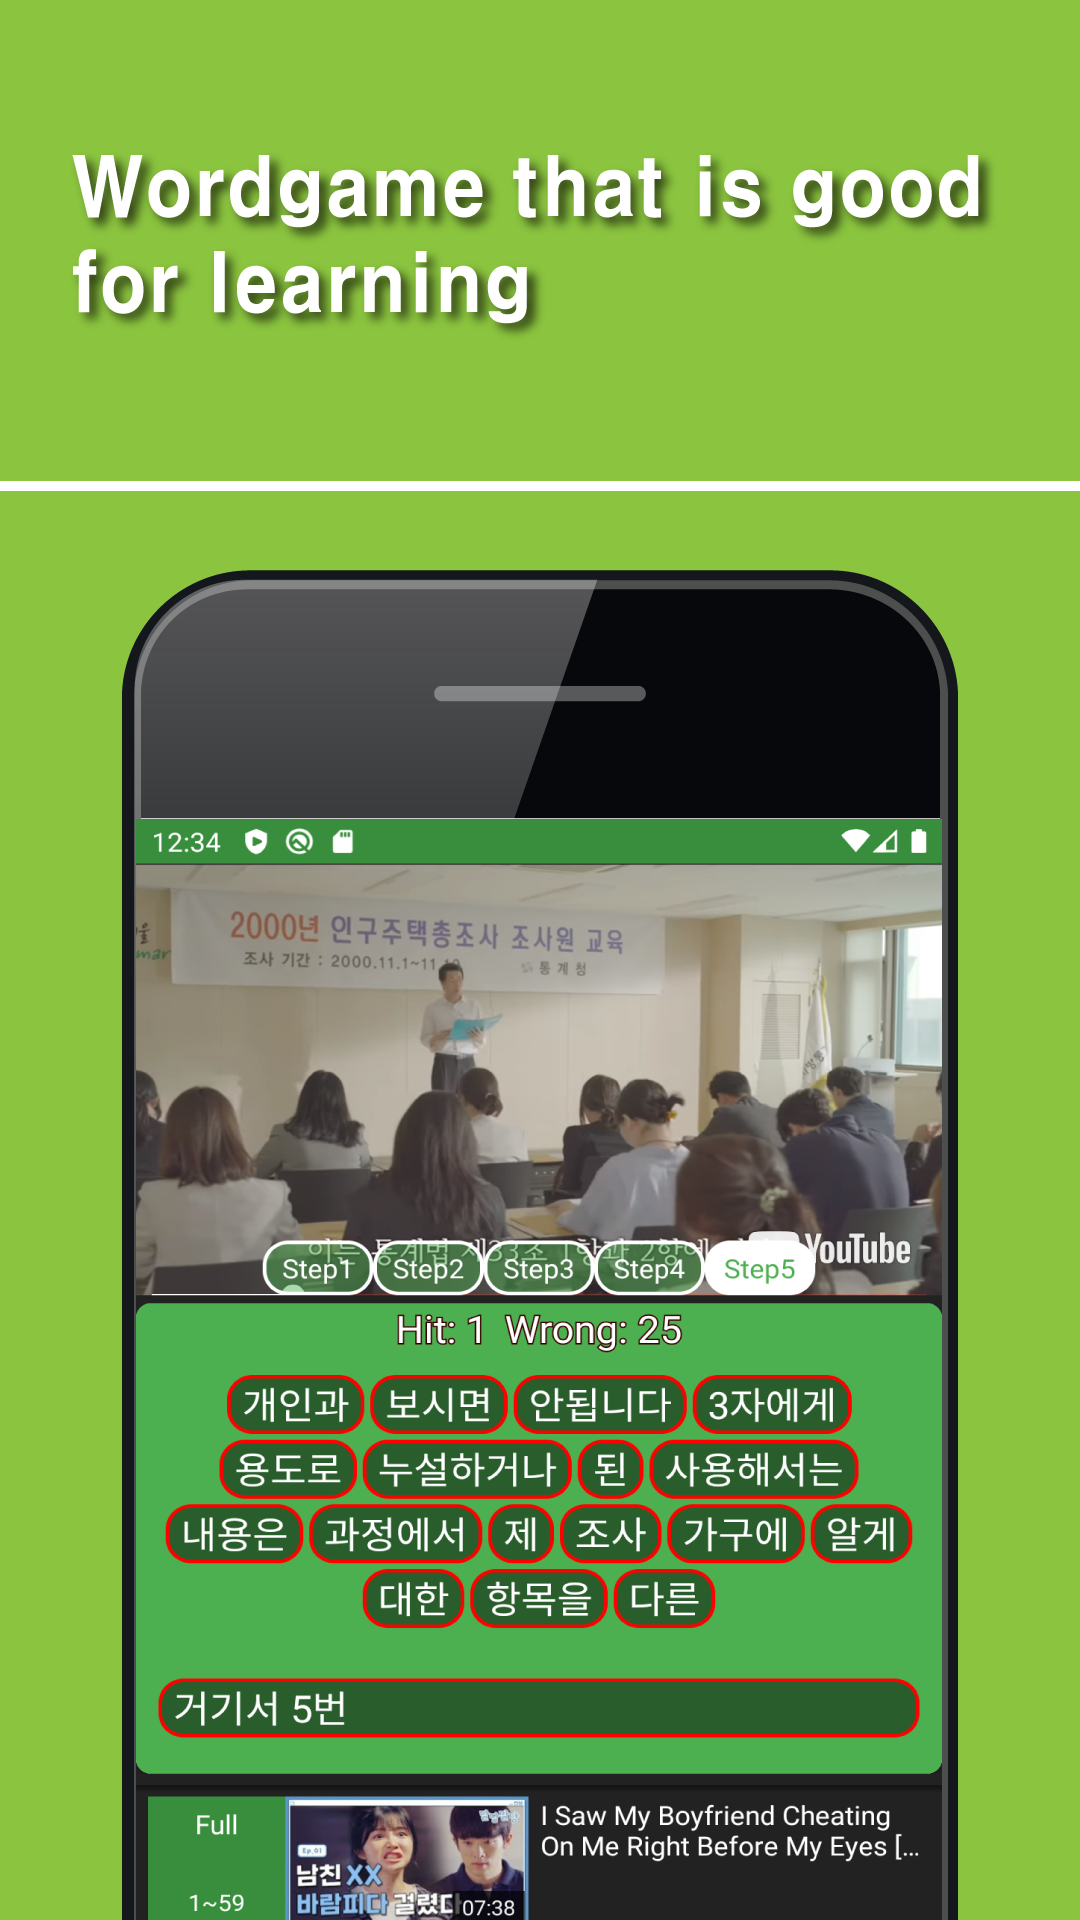 Wordgame that is good
for learning
12:34
2000년 인구주택총조사 조사원 교육
조사 기간 : 2000.11.1~11.10
통계청
YouTube
Step1 Step2 Step3 Step4 Step5
Hit: 1 Wrong: 25
개인과 보시면 안됩니다 3자에게
용도로 누설하거나 된 사용해서는
내용은 과정에서 제 조사 가구에 알게
대한 항목을 다른
거기서 5번
Full
1~59
Ep.01
남친 XX
바람피다 걸렸다
07:38
I Saw My Boyfriend Cheating
On Me Right Before My Eyes [...